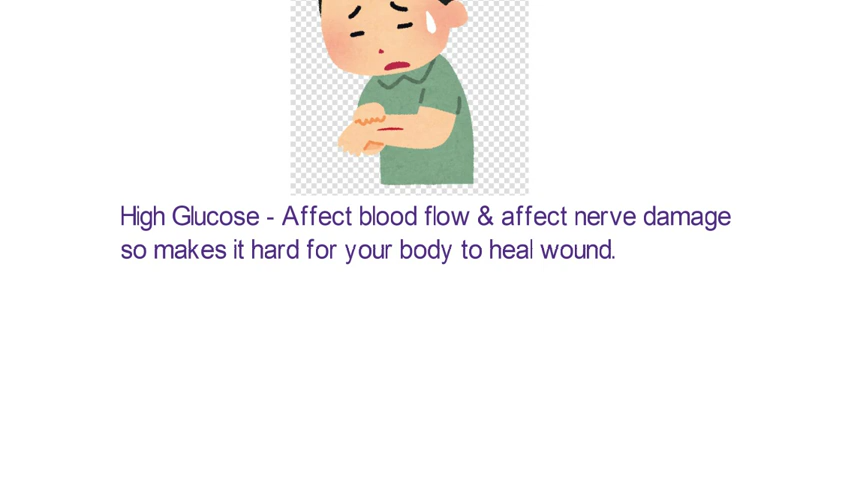 High Glucose - Affect blood flow & affect nerve damage
so makes it hard for your body to heal wound.